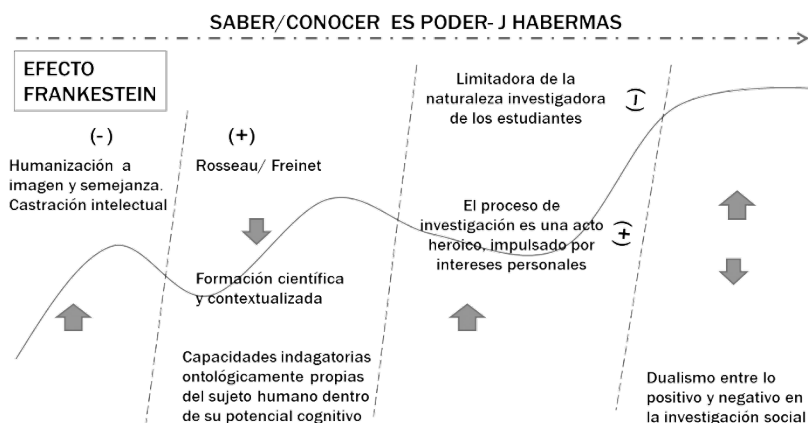 SABER/CONOCER ES PODER- J HABERMAS
EFECTO
FRANKESTEIN
(-)
Humanización a
imagen y semejanza.
Castración intelectual
(+)
Rosseau/ Freinet
Formación científica
y contextualizada
Capacidades indagatorias
ontológicamente propias
del sujeto humano dentro
de su potencial cognitivo
Limitadora de la
naturaleza investigadora
de los estudiantes
(-)
El proceso de
investigación es una acto
heroico, impulsado por
intereses personales
(+)
Dualismo entre lo
positivo y negativo en
la investigación social